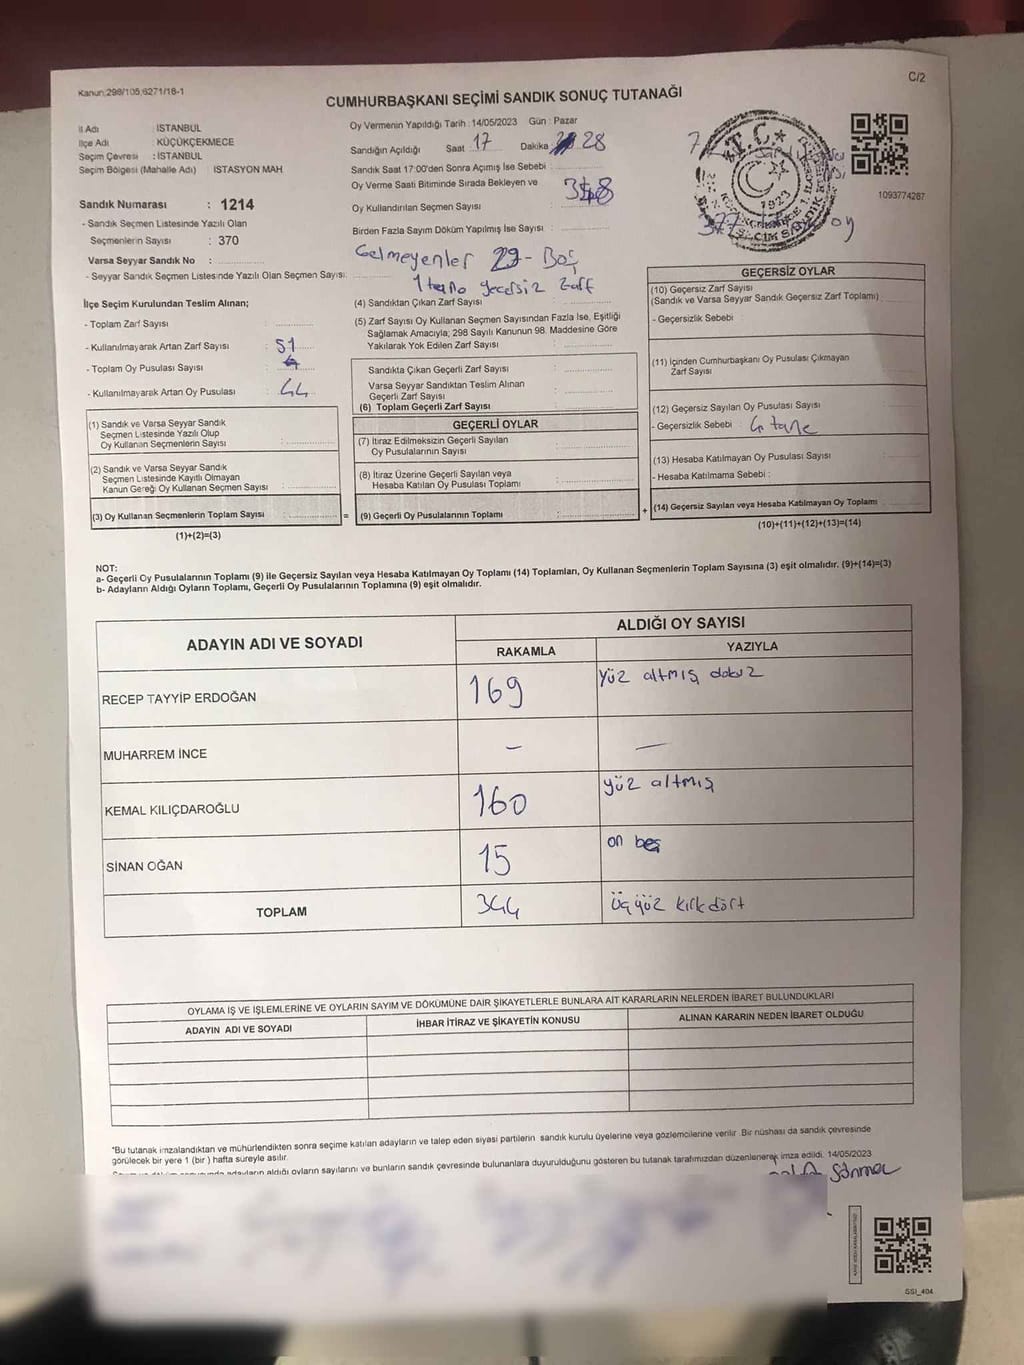 C/2
Kanun:298/105,6271/18-1
CUMHURBAŞKANI SEÇİMİ SANDIK SONUÇ TUTANAĞI
İl Adı : İSTANBUL
İlçe Adı : KÜÇÜKÇEKMECE
Seçim Çevresi : İSTANBUL
Seçim Bölgesi (Mahalle Adı) İSTASYON MAH
Sandık Numarası : 1214
- Sandık Seçmen Listesinde Yazılı Olan
Seçmenlerin Sayısı : 370
Varsa Seyyar Sandık No :
- Seyyar Sandık Seçmen Listesinde Yazılı Olan Seçmen Sayısı:
Oy Vermenin Yapıldığı Tarih :14/05/2023 Gün : Pazar
Sandığın Açıldığı Saat 17 Dakika 28
Sandık Saat 17:00'den Sonra Açımış İse Sebebi :
Oy Verme Saati Bitiminde Sırada Bekleyen ve
Oy Kullandırılan Seçmen Sayısı : 348
Birden Fazla Sayım Döküm Yapılmış İse Sayısı :
Gelmeyenler 29- Boş
1 tane geçersiz zarf
T.C.
1923
oy
1093774287
İlçe Seçim Kurulundan Teslim Alınan;
- Toplam Zarf Sayısı :
- Kullanılmayarak Artan Zarf Sayısı : 51
- Toplam Oy Pusulası Sayısı :
- Kullanılmayarak Artan Oy Pusulası : 44
(1) Sandık ve Varsa Seyyar Sandık
Seçmen Listesinde Yazılı Olup
Oy Kullanan Seçmenlerin Sayısı :
(2) Sandık ve Varsa Seyyar Sandık
Seçmen Listesinde Kayıtlı Olmayan
Kanun Gereği Oy Kullanan Seçmen Sayısı :
(3) Oy Kullanan Seçmenlerin Toplam Sayısı :
(1)+(2)=(3)
(4) Sandıktan Çıkan Zarf Sayısı :
(5) Zarf Sayısı Oy Kullanan Seçmen Sayısından Fazla İse, Eşitliği
Sağlamak Amacıyla; 298 Sayılı Kanunun 98. Maddesine Göre
Yakılarak Yok Edilen Zarf Sayısı :
Sandıkta Çıkan Geçerli Zarf Sayısı :
Varsa Seyyar Sandıktan Teslim Alınan
Geçerli Zarf Sayısı :
(6) Toplam Geçerli Zarf Sayısı :
GEÇERLİ OYLAR
(7) İtiraz Edilmeksizin Geçerli Sayılan
Oy Pusulalarının Sayısı :
(8) İtiraz Üzerine Geçerli Sayılan veya
Hesaba Katılan Oy Pusulası Toplamı :
= (9) Geçerli Oy Pusulalarının Toplamı :
GEÇERSİZ OYLAR
(10) Geçersiz Zarf Sayısı
(Sandık ve Varsa Seyyar Sandık Geçersiz Zarf Toplamı) :
- Geçersizlik Sebebi :
(11) İçinden Cumhurbaşkanı Oy Pusulası Çıkmayan
Zarf Sayısı :
(12) Geçersiz Sayılan Oy Pusulası Sayısı :
- Geçersizlik Sebebi 4 tane
(13) Hesaba Katılmayan Oy Pusulası Sayısı :
- Hesaba Katılmama Sebebi :
+ (14) Geçersiz Sayılan veya Hesaba Katılmayan Oy Toplamı :
(10)+(11)+(12)+(13)=(14)
NOT:
a- Geçerli Oy Pusulalarının Toplamı (9) ile Geçersiz Sayılan veya Hesaba Katılmayan Oy Toplamı (14) Toplamları, Oy Kullanan Seçmenlerin Toplam Sayısına (3) eşit olmalıdır. (9)+(14)=(3)
b- Adayların Aldığı Oyların Toplamı, Geçerli Oy Pusulalarının Toplamına (9) eşit olmalıdır.
ADAYIN ADI VE SOYADI ALDIĞI OY SAYISI
RAKAMLA YAZIYLA
RECEP TAYYİP ERDOĞAN 169 yüz altmış dokuz
MUHARREM İNCE - -
KEMAL KILIÇDAROĞLU 160 yüz altmış
SİNAN OĞAN 15 on beş
TOPLAM 344 üçyüz kırkdört
OYLAMA İŞ VE İŞLEMLERİNE VE OYLARIN SAYIM VE DÖKÜMÜNE DAİR ŞİKAYETLERLE BUNLARA AİT KARARLARIN NELERDEN İBARET BULUNDUKLARI
ADAYIN ADI VE SOYADI İHBAR İTİRAZ VE ŞİKAYETİN KONUSU ALINAN KARARIN NEDEN İBARET OLDUĞU
*Bu tutanak imzalandıktan ve mühürlendikten sonra seçime katılan adayların ve talep eden siyasi partilerin sandık kurulu üyelerine veya gözlemcilerine verilir. Bir nüshası da sandık çevresinde
görülecek bir yere 1 (bir ) hafta süreyle asılır.
adayların aldığı oyların sayılarını ve bunların sandık çevresinde bulunanlara duyurulduğunu gösteren bu tutanak tarafımızdan düzenlenerek imza edildi. 14/05/2023
GSI_404